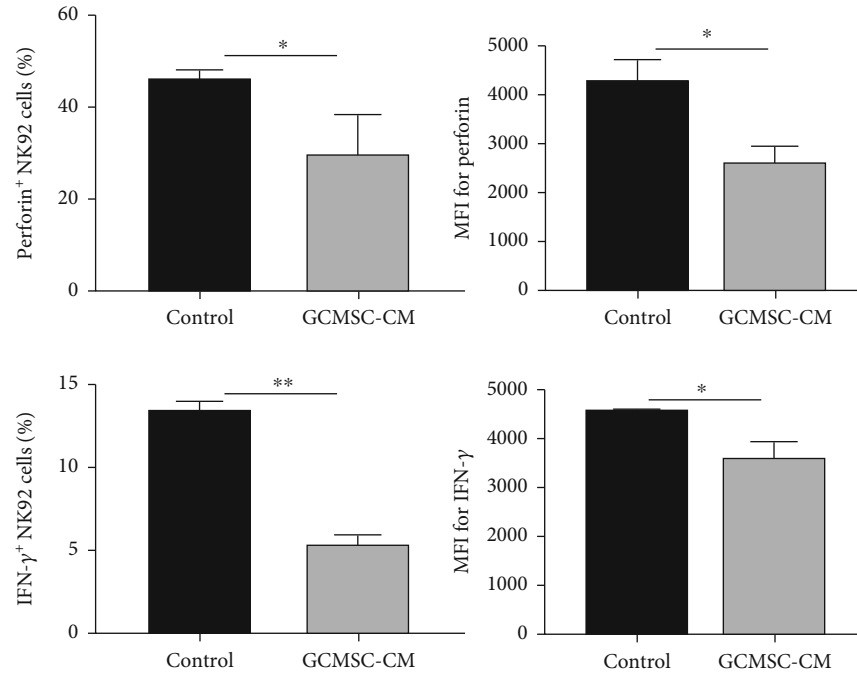 Perforin⁺ NK92 cells (%)
60
40
20
0
*
Control
GCMSC-CM
MFI for perforin
5000
4000
3000
2000
1000
0
*
Control
GCMSC-CM
IFN-γ⁺ NK92 cells (%)
15
10
5
0
**
Control
GCMSC-CM
MFI for IFN-γ
5000
4000
3000
2000
1000
0
*
Control
GCMSC-CM